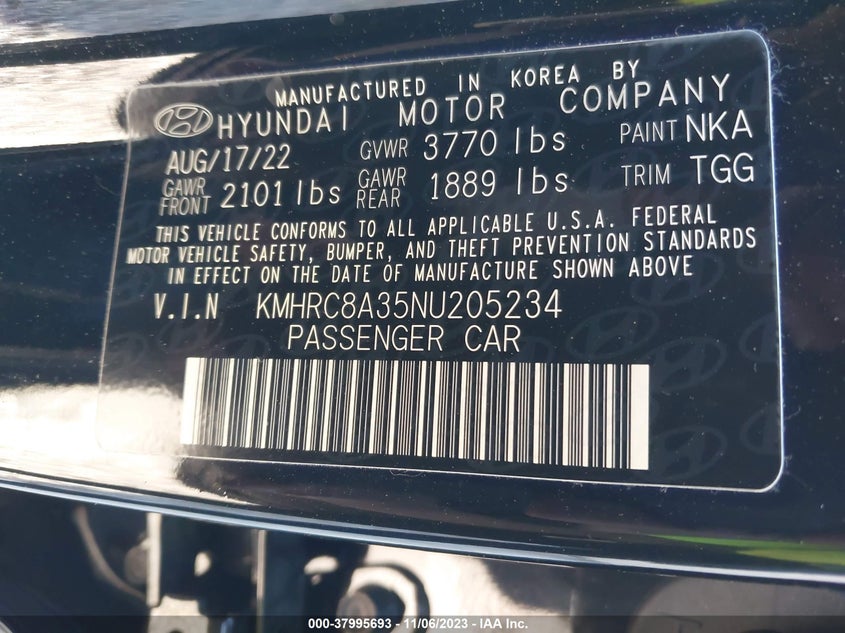 MANUFACTURED IN KOREA BY
HYUNDAI MOTOR COMPANY
AUG/17/22 GVWR 3770 lbs PAINT NKA
GAWR FRONT 2101 lbs GAWR REAR 1889 lbs TRIM TGG
THIS VEHICLE CONFORMS TO ALL APPLICABLE U.S.A. FEDERAL
MOTOR VEHICLE SAFETY, BUMPER, AND THEFT PREVENTION STANDARDS
IN EFFECT ON THE DATE OF MANUFACTURE SHOWN ABOVE
V.I.N KMHRC8A35NU205234
PASSENGER CAR
000-37995693 - 11/06/2023 - IAA Inc.